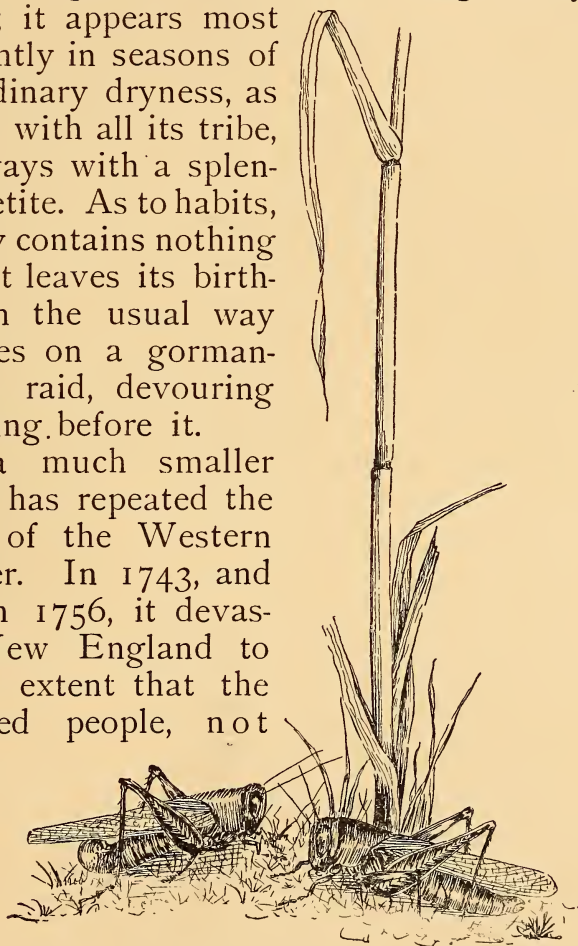 it appears most
ntly in seasons of
dinary dryness, as
with all its tribe,
ays with a splen-
etite. As to habits,
y contains nothing
t leaves its birth-
n the usual way
es on a gorman-
raid, devouring
ng. before it.
a much smaller
has repeated the
of the Western
er. In 1743, and
n 1756, it devas-
ew England to
extent that the
ed people, not